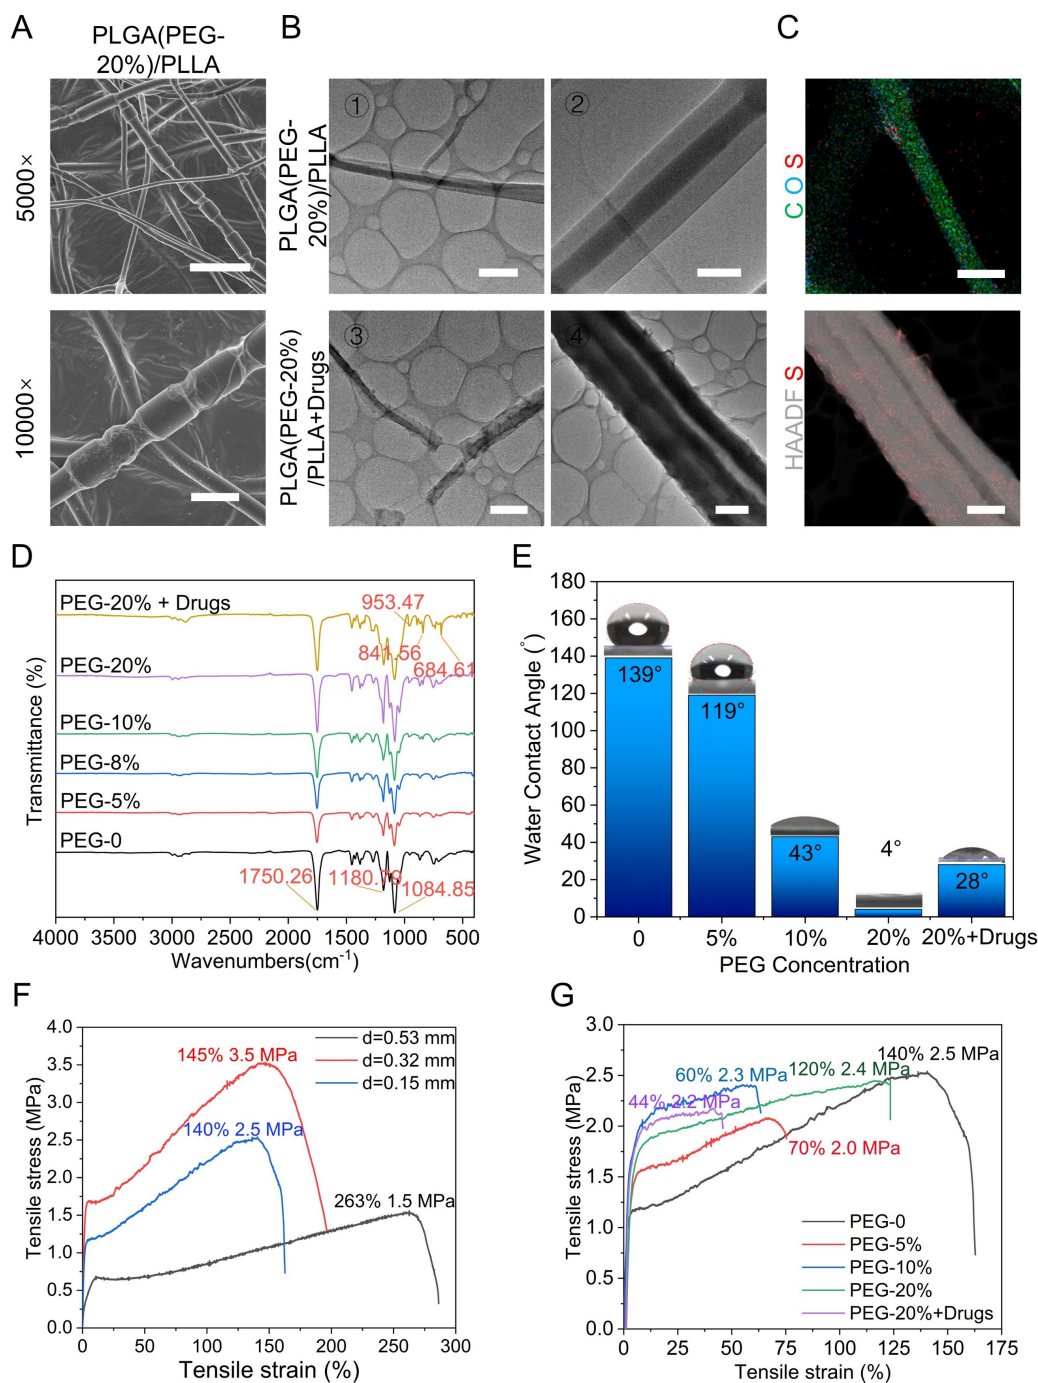 A
PLGA(PEG-
20%)/PLLA
5000×
10000×
B
PLGA(PEG-
20%)/PLLA
PLGA(PEG-20%)
/PLLA+Drugs
①
②
③
④
C
C O S
HAADF S
D
PEG-20% + Drugs
953.47
841.56
684.61
PEG-20%
PEG-10%
PEG-8%
PEG-5%
PEG-0
1750.26
1180.79
1084.85
Transmittance (%)
4000 3500 3000 2500 2000 1500 1000 500
Wavenumbers(cm⁻¹)
E
Water Contact Angle (°)
180
160
140
120
100
80
60
40
20
0
139°
119°
43°
4°
28°
0 5% 10% 20% 20%+Drugs
PEG Concentration
F
Tensile stress (MPa)
4.0
3.5
3.0
2.5
2.0
1.5
1.0
0.5
0.0
145% 3.5 MPa
140% 2.5 MPa
263% 1.5 MPa
d=0.53 mm
d=0.32 mm
d=0.15 mm
0 50 100 150 200 250 300
Tensile strain (%)
G
Tensile stress (MPa)
3.0
2.5
2.0
1.5
1.0
0.5
0.0
140% 2.5 MPa
120% 2.4 MPa
60% 2.3 MPa
44% 2.2 MPa
70% 2.0 MPa
PEG-0
PEG-5%
PEG-10%
PEG-20%
PEG-20%+Drugs
0 25 50 75 100 125 150 175
Tensile strain (%)